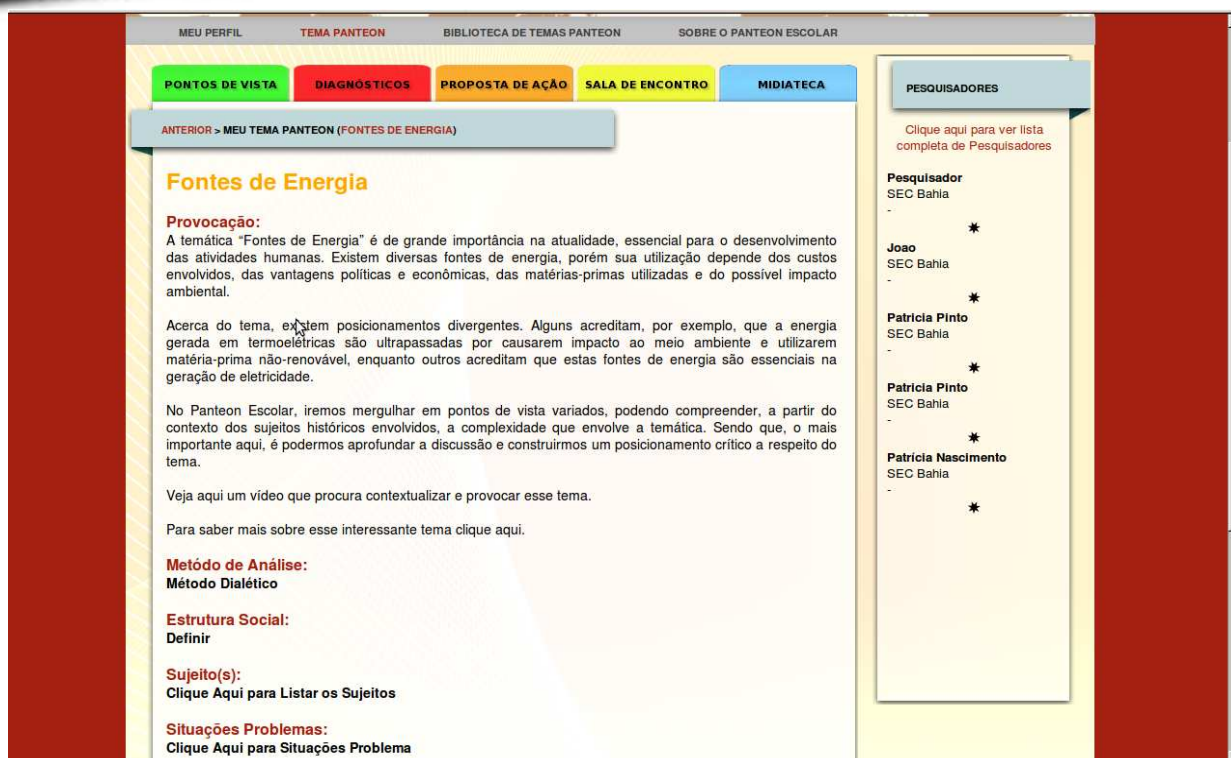 MEU PERFIL TEMA PANTEON BIBLIOTECA DE TEMAS PANTEON SOBRE O PANTEON ESCOLAR
PONTOS DE VISTA DIAGNÓSTICOS PROPOSTA DE AÇÃO SALA DE ENCONTRO MIDIATECA
ANTERIOR > MEU TEMA PANTEON (FONTES DE ENERGIA)
Fontes de Energia
Provocação:
A temática “Fontes de Energia” é de grande importância na atualidade, essencial para o desenvolvimento
das atividades humanas. Existem diversas fontes de energia, porém sua utilização depende dos custos
envolvidos, das vantagens políticas e econômicas, das matérias-primas utilizadas e do possível impacto
ambiental.
Acerca do tema, existem posicionamentos divergentes. Alguns acreditam, por exemplo, que a energia
gerada em termoelétricas são ultrapassadas por causarem impacto ao meio ambiente e utilizarem
matéria-prima não-renovável, enquanto outros acreditam que estas fontes de energia são essenciais na
geração de eletricidade.
No Panteon Escolar, iremos mergulhar em pontos de vista variados, podendo compreender, a partir do
contexto dos sujeitos históricos envolvidos, a complexidade que envolve a temática. Sendo que, o mais
importante aqui, é podermos aprofundar a discussão e construirmos um posicionamento crítico a respeito do
tema.
Veja aqui um vídeo que procura contextualizar e provocar esse tema.
Para saber mais sobre esse interessante tema clique aqui.
Metódo de Análise:
Método Dialético
Estrutura Social:
Definir
Sujeito(s):
Clique Aqui para Listar os Sujeitos
Situações Problemas:
Clique Aqui para Situações Problema
PESQUISADORES
Clique aqui para ver lista
completa de Pesquisadores
Pesquisador
SEC Bahia
-
Joao
SEC Bahia
-
Patricia Pinto
SEC Bahia
-
Patricia Pinto
SEC Bahia
-
Patrícia Nascimento
SEC Bahia
-